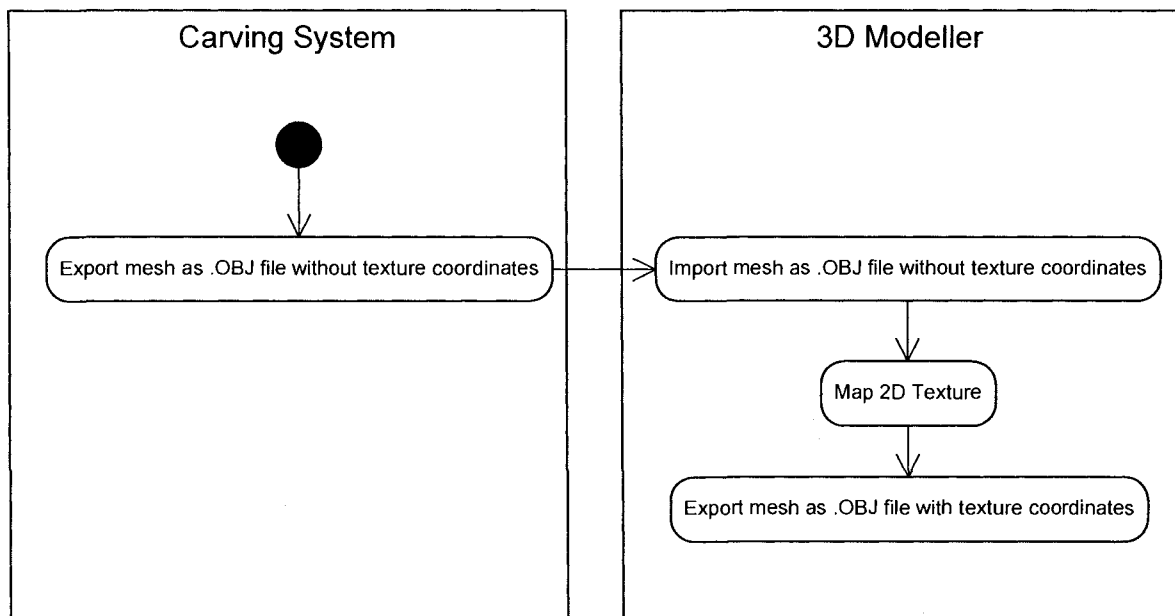 Carving System
3D Modeller
Export mesh as .OBJ file without texture coordinates
Import mesh as .OBJ file without texture coordinates
Map 2D Texture
Export mesh as .OBJ file with texture coordinates